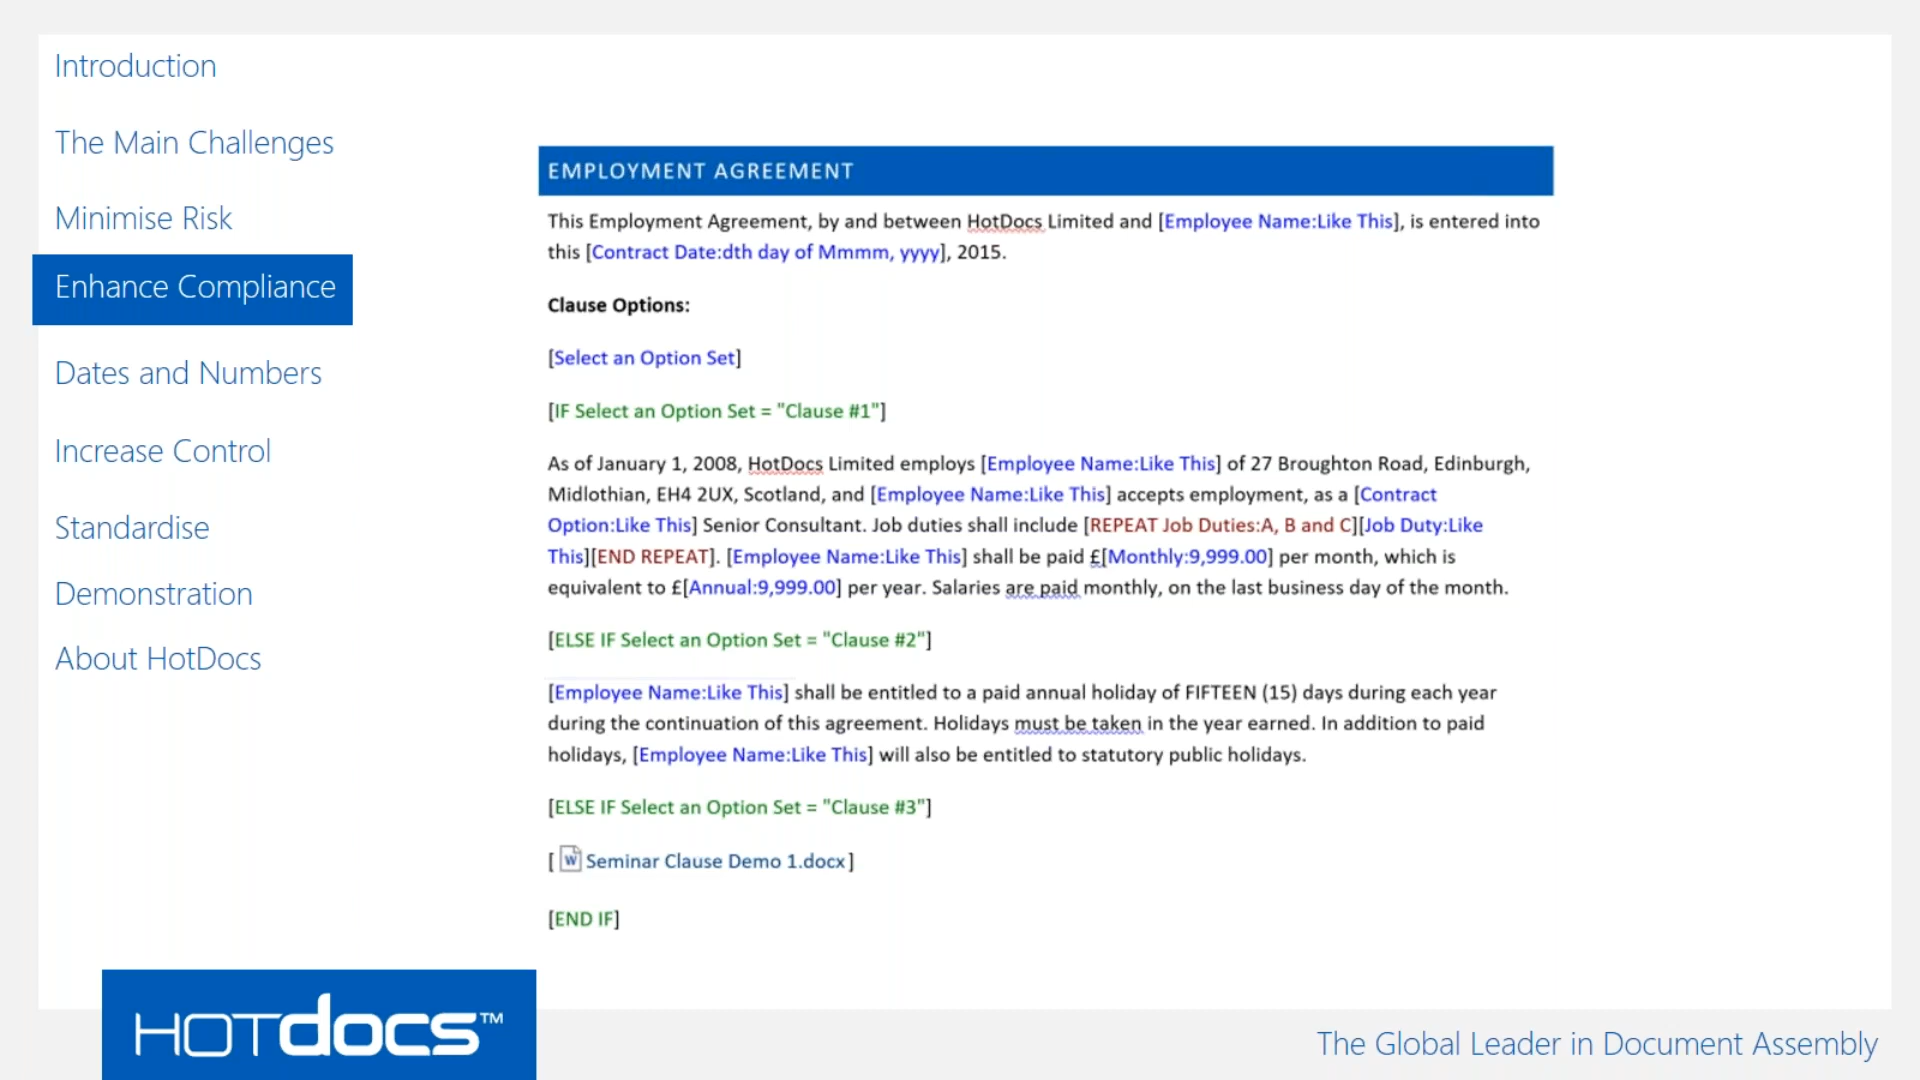 Introduction
The Main Challenges
Minimise Risk
Enhance Compliance
Dates and Numbers
Increase Control
Standardise
Demonstration
About HotDocs
EMPLOYMENT AGREEMENT
This Employment Agreement, by and between HotDocs Limited and [Employee Name:Like This], is entered into
this [Contract Date:dth day of Mmmm, yyyy], 2015.
Clause Options:
[Select an Option Set]
[IF Select an Option Set = "Clause #1"]
As of January 1, 2008, HotDocs Limited employs [Employee Name:Like This] of 27 Broughton Road, Edinburgh,
Midlothian, EH4 2UX, Scotland, and [Employee Name:Like This] accepts employment, as a [Contract
Option:Like This] Senior Consultant. Job duties shall include [REPEAT Job Duties:A, B and C][Job Duty:Like
This][END REPEAT]. [Employee Name:Like This] shall be paid £[Monthly:9,999.00] per month, which is
equivalent to £[Annual:9,999.00] per year. Salaries are paid monthly, on the last business day of the month.
[ELSE IF Select an Option Set = "Clause #2"]
[Employee Name:Like This] shall be entitled to a paid annual holiday of FIFTEEN (15) days during each year
during the continuation of this agreement. Holidays must be taken in the year earned. In addition to paid
holidays, [Employee Name:Like This] will also be entitled to statutory public holidays.
[ELSE IF Select an Option Set = "Clause #3"]
[ W Seminar Clause Demo 1.docx]
[END IF]
HOTdocs™
The Global Leader in Document Assembly